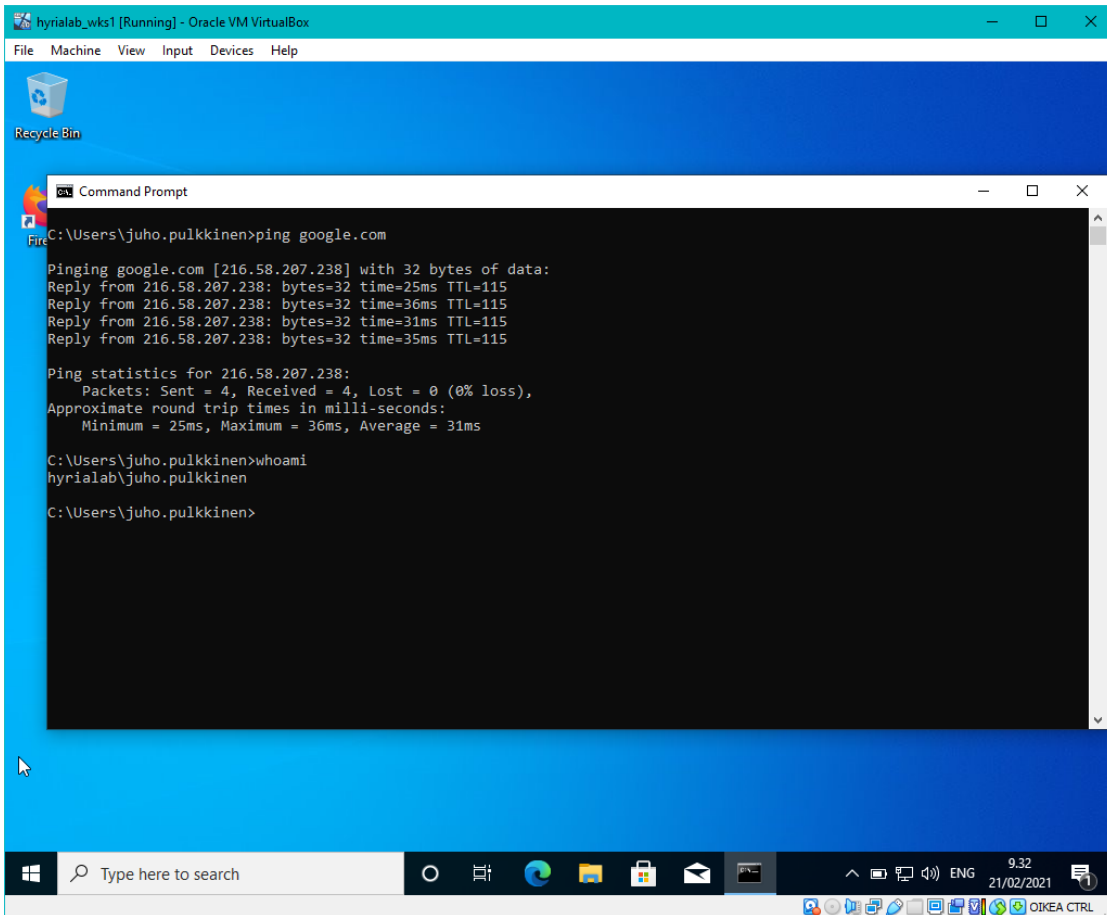 hyrialab_wks1 [Running] - Oracle VM VirtualBox
File Machine View Input Devices Help
Recycle Bin
Command Prompt
Fire
C:\Users\juho.pulkkinen>ping google.com
Pinging google.com [216.58.207.238] with 32 bytes of data:
Reply from 216.58.207.238: bytes=32 time=25ms TTL=115
Reply from 216.58.207.238: bytes=32 time=36ms TTL=115
Reply from 216.58.207.238: bytes=32 time=31ms TTL=115
Reply from 216.58.207.238: bytes=32 time=35ms TTL=115
Ping statistics for 216.58.207.238:
Packets: Sent = 4, Received = 4, Lost = 0 (0% loss),
Approximate round trip times in milli-seconds:
Minimum = 25ms, Maximum = 36ms, Average = 31ms
C:\Users\juho.pulkkinen>whoami
hyrialab\juho.pulkkinen
C:\Users\juho.pulkkinen>
Type here to search
ENG
9.32
21/02/2021
1
OIKEA CTRL